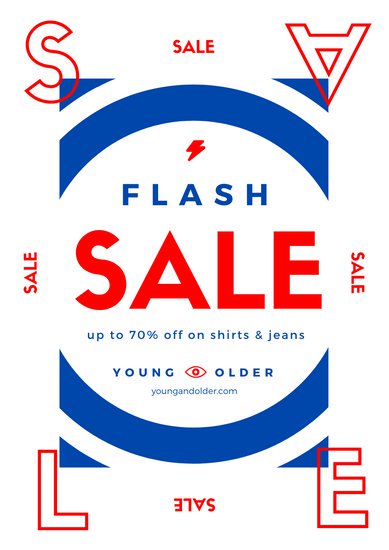 S
A
SALE
FLASH
SALE
SALE
SALE
up to 70% off on shirts & jeans
YOUNG OLDER
youngandolder.com
L
E
SALE